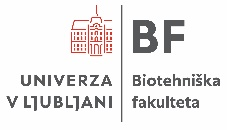 BF
UNIVERZA
V LJUBLJANI
Biotehniška
fakulteta